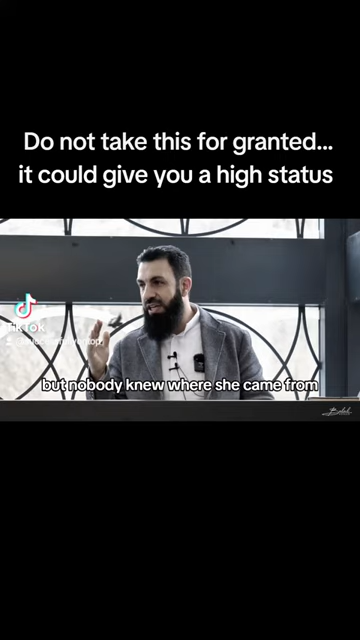 Do not take this for granted...
it could give you a high status
TikTok
but nobody knew where she came from